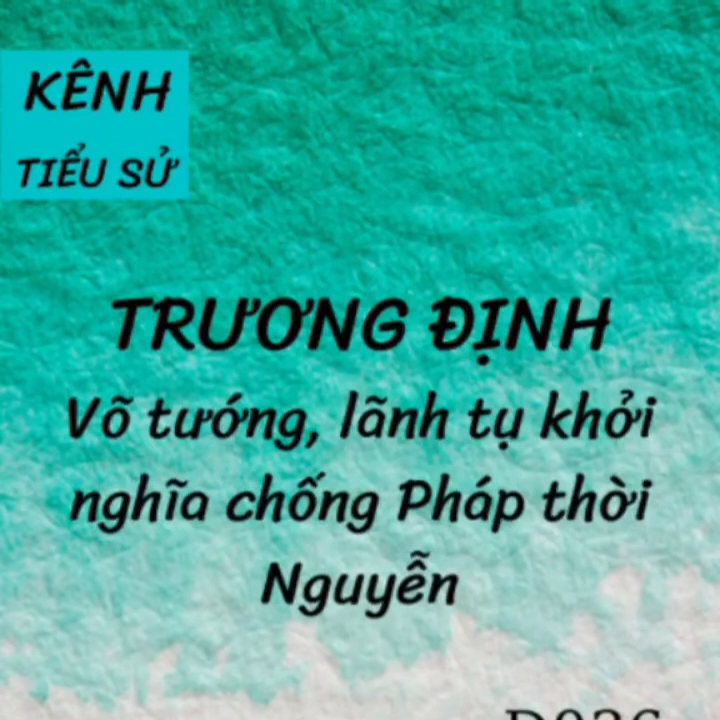 KÊNH
TIỂU SỬ
TRƯƠNG ĐỊNH
Võ tướng, lãnh tụ khởi
nghĩa chống Pháp thời
Nguyễn